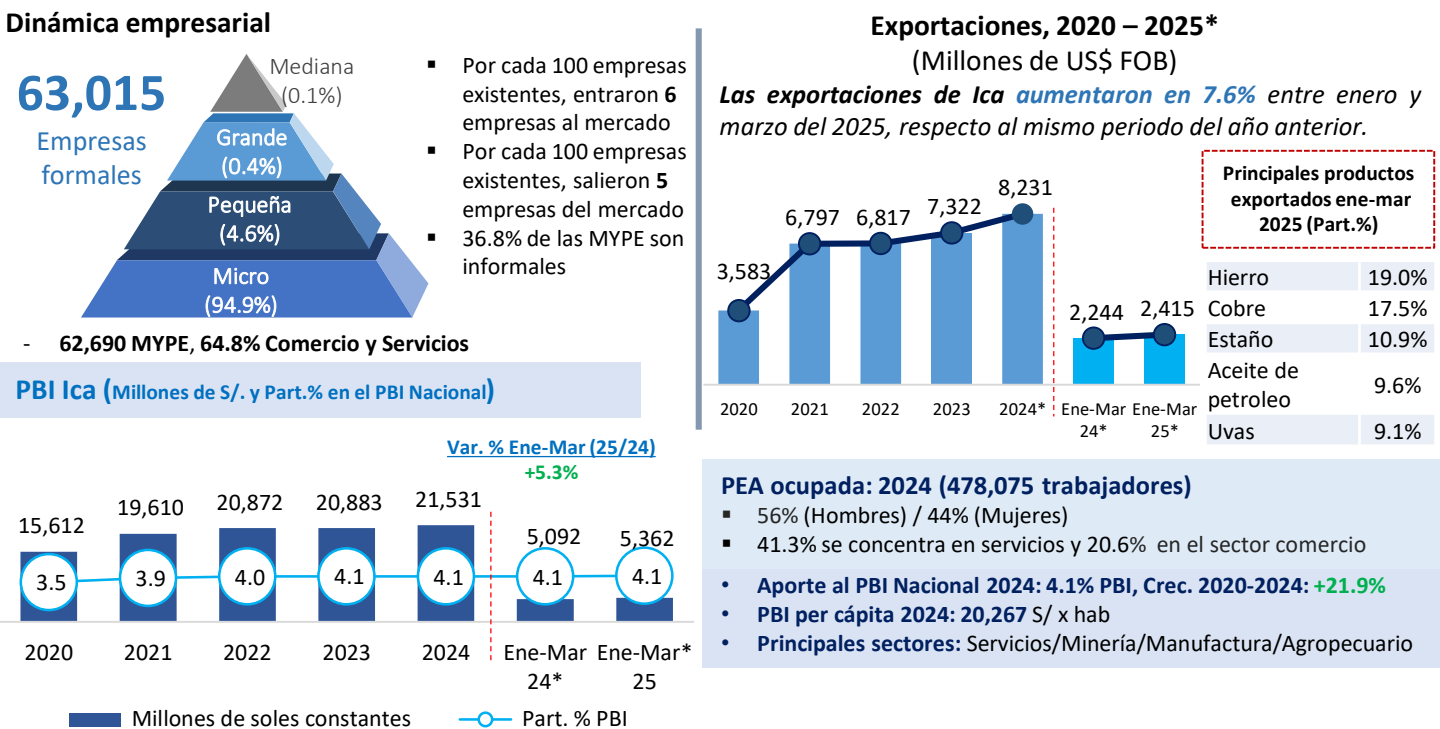 Dinámica empresarial
63,015
Empresas
formales
Mediana
(0.1%)
Grande
(0.4%)
Pequeña
(4.6%)
Micro
(94.9%)
▪ Por cada 100 empresas
existentes, entraron 6
empresas al mercado
▪ Por cada 100 empresas
existentes, salieron 5
empresas del mercado
▪ 36.8% de las MYPE son
informales
- 62,690 MYPE, 64.8% Comercio y Servicios
PBI Ica (Millones de S/. y Part.% en el PBI Nacional)
Var. % Ene-Mar (25/24)
+5.3%
15,612 19,610 20,872 20,883 21,531 5,092 5,362
3.5 3.9 4.0 4.1 4.1 4.1 4.1
2020 2021 2022 2023 2024 Ene-Mar Ene-Mar*
24* 25
Millones de soles constantes Part. % PBI
Exportaciones, 2020 – 2025*
(Millones de US$ FOB)
Las exportaciones de Ica aumentaron en 7.6% entre enero y
marzo del 2025, respecto al mismo periodo del año anterior.
3,583 6,797 6,817 7,322 8,231 2,244 2,415
2020 2021 2022 2023 2024* Ene-Mar Ene-Mar
24* 25*
Principales productos
exportados ene-mar
2025 (Part.%)
Hierro 19.0%
Cobre 17.5%
Estaño 10.9%
Aceite de
petroleo 9.6%
Uvas 9.1%
PEA ocupada: 2024 (478,075 trabajadores)
▪ 56% (Hombres) / 44% (Mujeres)
▪ 41.3% se concentra en servicios y 20.6% en el sector comercio
• Aporte al PBI Nacional 2024: 4.1% PBI, Crec. 2020-2024: +21.9%
• PBI per cápita 2024: 20,267 S/ x hab
• Principales sectores: Servicios/Minería/Manufactura/Agropecuario